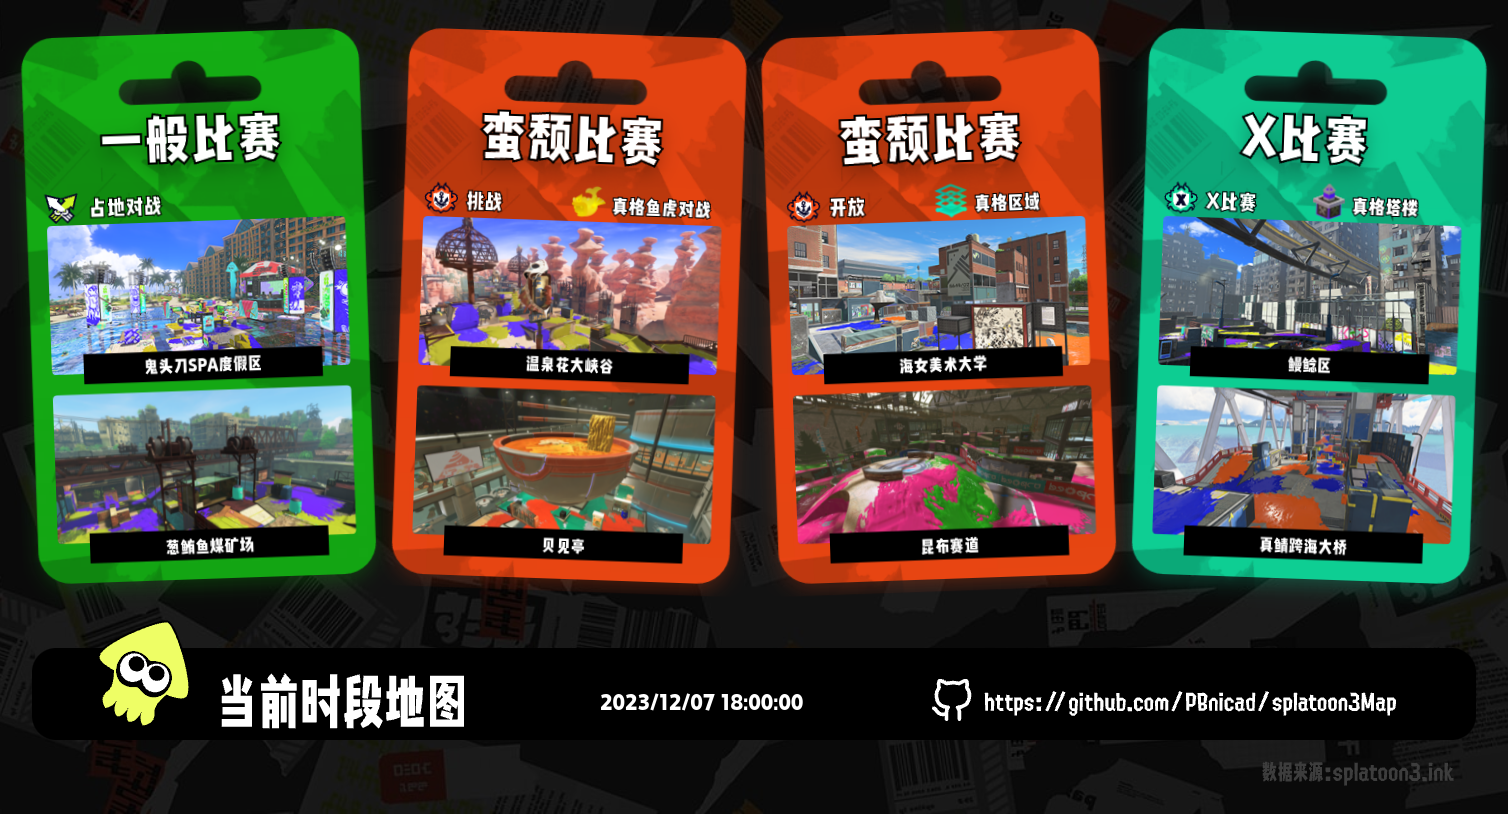 一般比赛
占地对战
鬼头刀SPA度假区
葱鲔鱼煤矿场
蛮颓比赛
挑战
真格鱼虎对战
温泉花大峡谷
贝见亭
蛮颓比赛
开放
真格区域
海女美术大学
昆布赛道
X比赛
X比赛
真格塔楼
鳗鲶区
真鲭跨海大桥
当前时段地图
2023/12/07 18:00:00
https://github.com/PBnicad/splatoon3Map
数据来源:splatoon3.ink